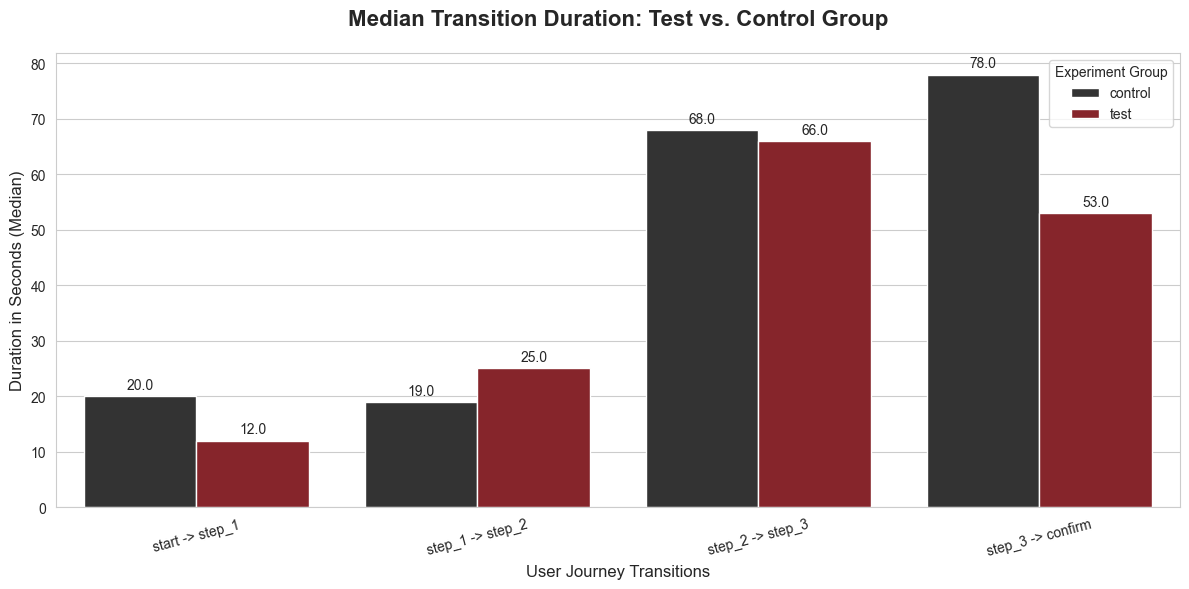 Median Transition Duration: Test vs. Control Group
Duration in Seconds (Median)
80
70
60
50
40
30
20
10
0
20.0
12.0
19.0
25.0
68.0
66.0
78.0
53.0
Experiment Group
control
test
start -> step_1
step_1 -> step_2
step_2 -> step_3
step_3 -> confirm
User Journey Transitions